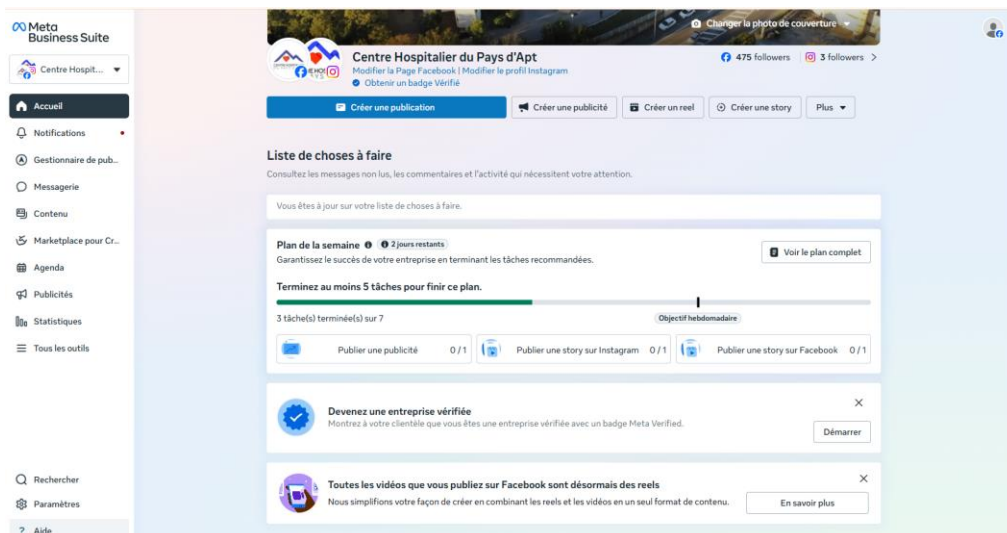 Meta
Business Suite
Centre Hospit...
Accueil
Notifications
Gestionnaire de pub...
Messagerie
Contenu
Marketplace pour Cr...
Agenda
Publicités
Statistiques
Tous les outils
Rechercher
Paramètres
Aide
Changer la photo de couverture
Centre Hospitalier du Pays d'Apt
Modifier la Page Facebook | Modifier le profil Instagram
Obtenir un badge Vérifié
475 followers 3 followers
Créer une publication
Créer une publicité
Créer un reel
Créer une story
Plus
Liste de choses à faire
Consultez les messages non lus, les commentaires et l'activité qui nécessitent votre attention.
Vous êtes à jour sur votre liste de choses à faire.
Plan de la semaine 2 jours restants
Garantissez le succès de votre entreprise en terminant les tâches recommandées.
Voir le plan complet
Terminez au moins 5 tâches pour finir ce plan.
3 tâche(s) terminée(s) sur 7
Objectif hebdomadaire
Publier une publicité 0/1
Publier une story sur Instagram 0/1
Publier une story sur Facebook 0/1
Devenez une entreprise vérifiée
Montrez à votre clientèle que vous êtes une entreprise vérifiée avec un badge Meta Verified.
Démarrer
Toutes les vidéos que vous publiez sur Facebook sont désormais des reels
Nous simplifions votre façon de créer en combinant les reels et les vidéos en un seul format de contenu.
En savoir plus